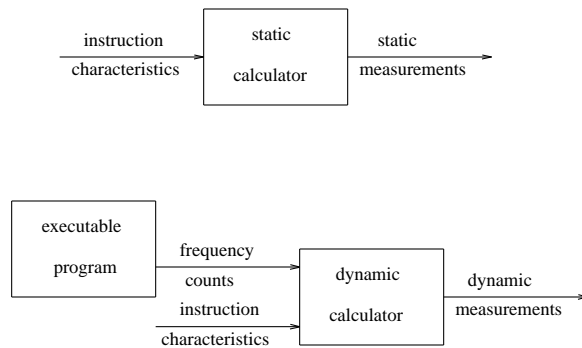 instruction
characteristics
static
calculator
static
measurements
executable
program
frequency
counts
instruction
characteristics
dynamic
calculator
dynamic
measurements